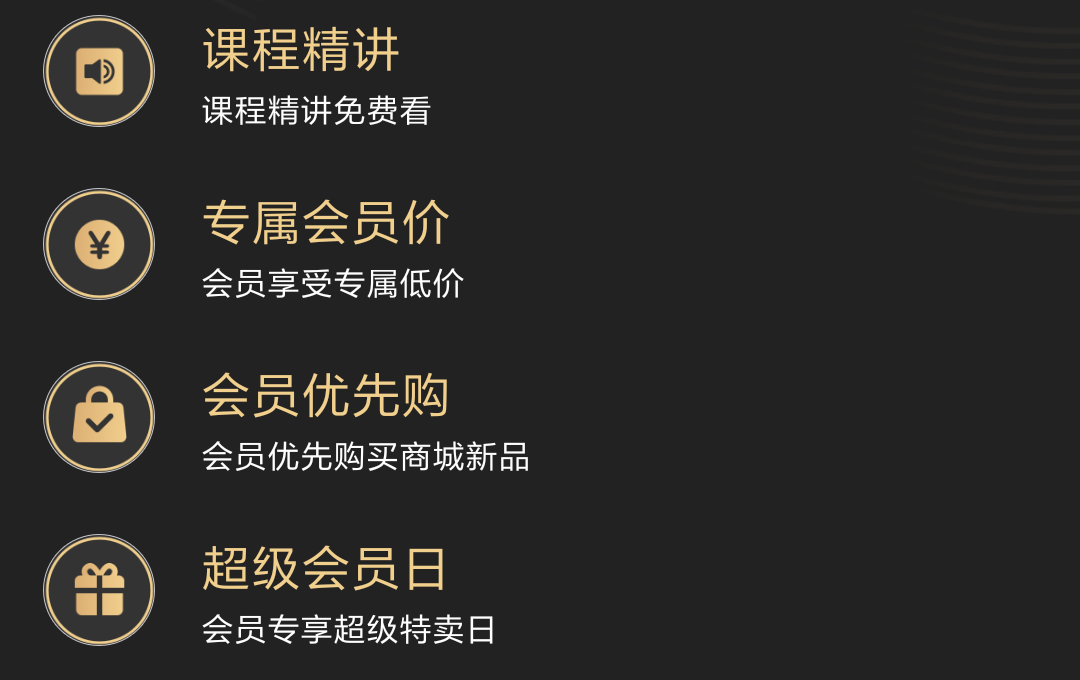 课程精讲
课程精讲免费看
专属会员价
会员享受专属低价
会员优先购
会员优先购买商城新品
超级会员日
会员专享超级特卖日